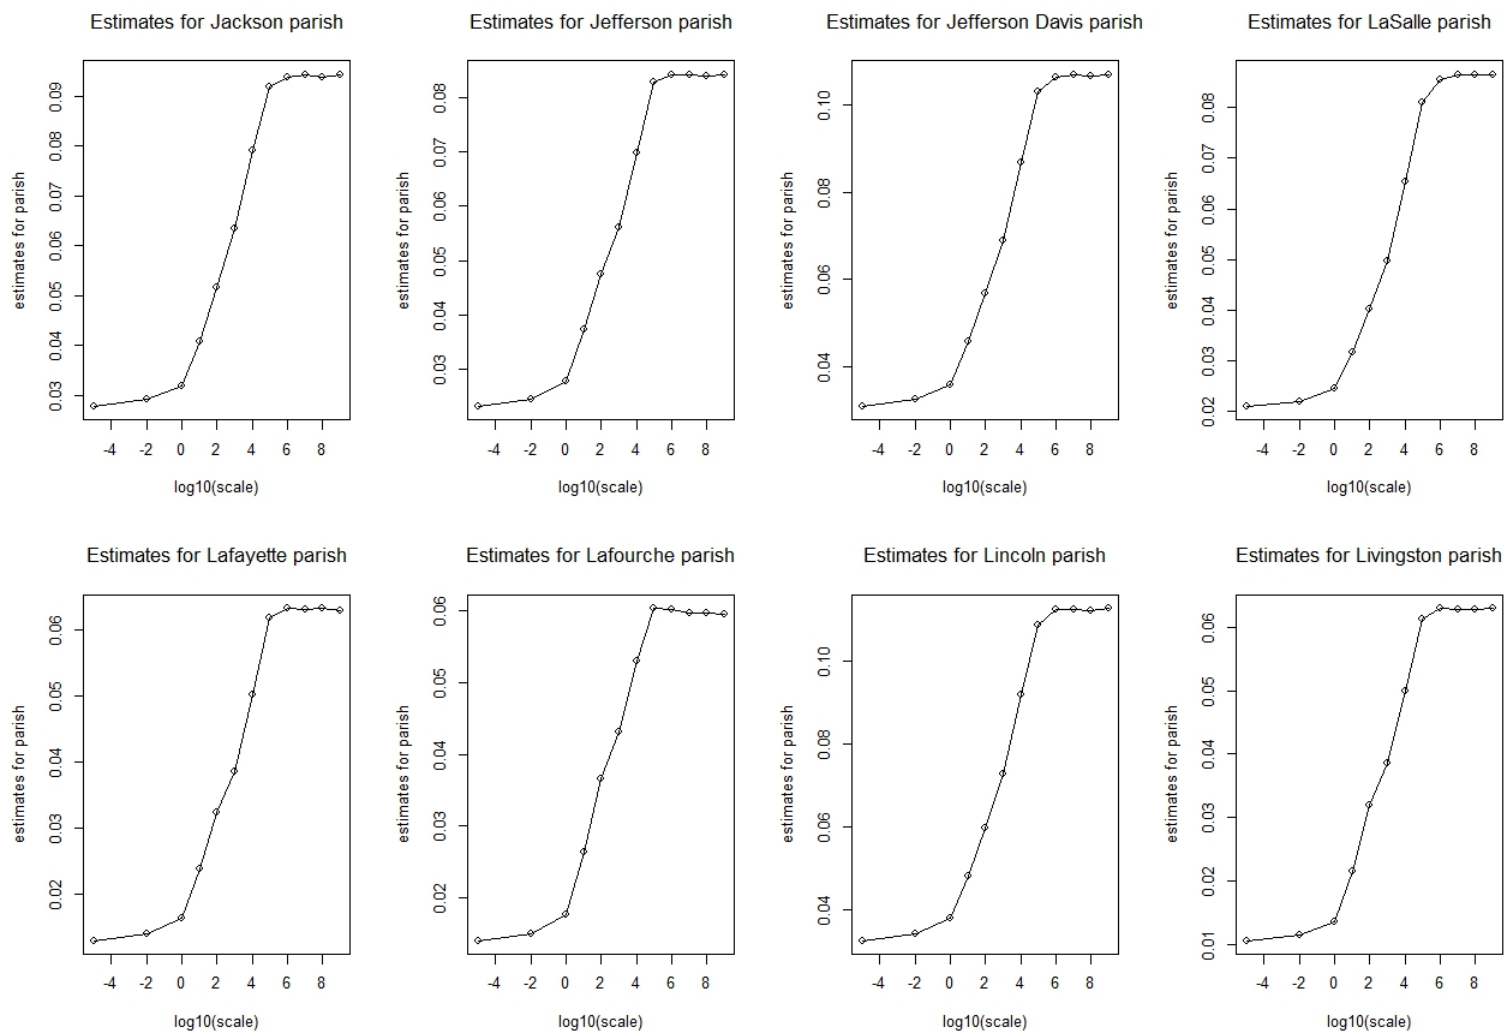 Estimates for Jackson parish
estimates for parish
0.09
0.08
0.07
0.06
0.05
0.04
0.03
-4 -2 0 2 4 6 8
log10(scale)
Estimates for Jefferson parish
estimates for parish
0.08
0.07
0.06
0.05
0.04
0.03
-4 -2 0 2 4 6 8
log10(scale)
Estimates for Jefferson Davis parish
estimates for parish
0.10
0.08
0.06
0.04
-4 -2 0 2 4 6 8
log10(scale)
Estimates for LaSalle parish
estimates for parish
0.08
0.07
0.06
0.05
0.04
0.03
0.02
-4 -2 0 2 4 6 8
log10(scale)
Estimates for Lafayette parish
estimates for parish
0.06
0.05
0.04
0.03
0.02
-4 -2 0 2 4 6 8
log10(scale)
Estimates for Lafourche parish
estimates for parish
0.06
0.05
0.04
0.03
0.02
-4 -2 0 2 4 6 8
log10(scale)
Estimates for Lincoln parish
estimates for parish
0.10
0.08
0.06
0.04
-4 -2 0 2 4 6 8
log10(scale)
Estimates for Livingston parish
estimates for parish
0.06
0.05
0.04
0.03
0.02
0.01
-4 -2 0 2 4 6 8
log10(scale)